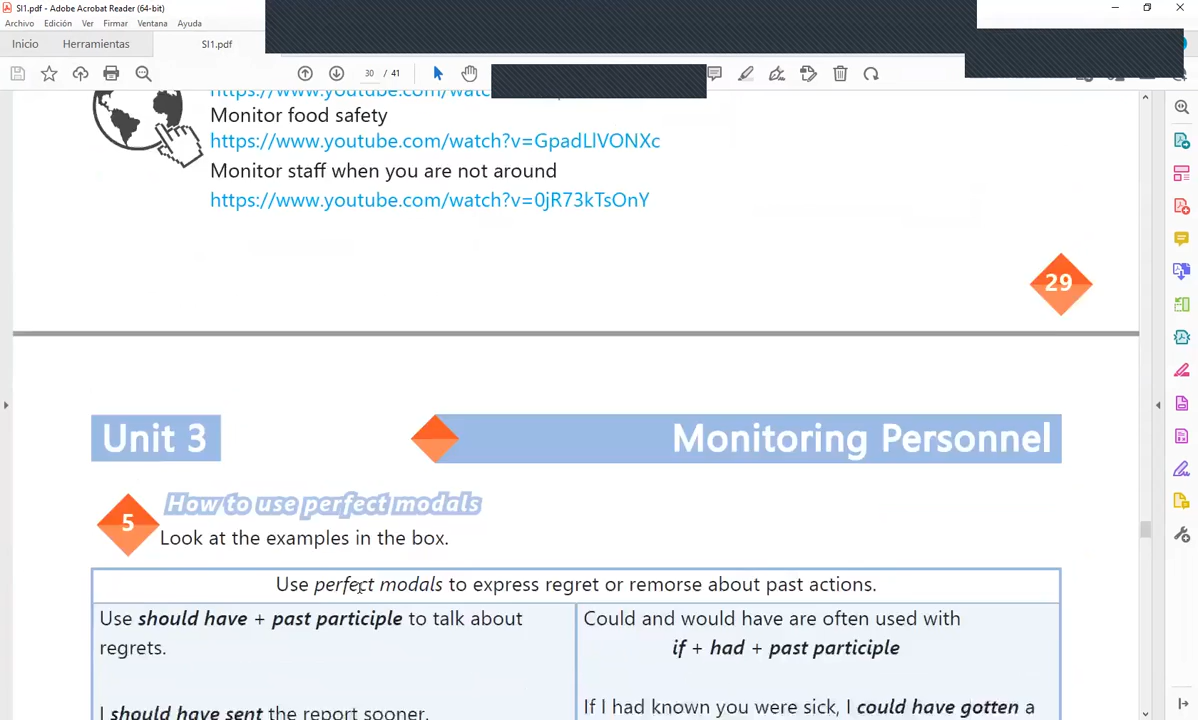 SI1.pdf - Adobe Acrobat Reader (64-bit)
Archivo Edición Ver Firmar Ventana Ayuda
Inicio Herramientas SI1.pdf
30 / 41
Monitor food safety
https://www.youtube.com/watch?v=GpadLlVONXc
Monitor staff when you are not around
https://www.youtube.com/watch?v=0jR73kTsOnY
29
Unit 3 Monitoring Personnel
How to use perfect modals
5
Look at the examples in the box.
Use perfect modals to express regret or remorse about past actions.
Use should have + past participle to talk about
regrets.
I should have sent the report sooner.
Could and would have are often used with
if + had + past participle
If I had known you were sick, I could have gotten a